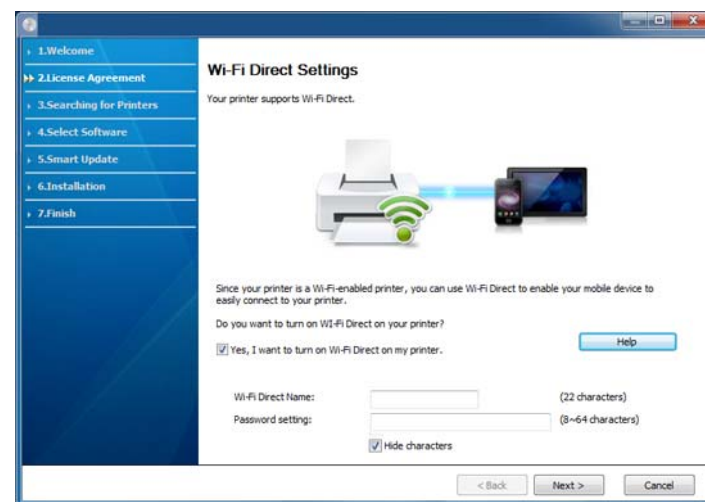 1.Welcome
2.License Agreement
3.Searching for Printers
4.Select Software
5.Smart Update
6.Installation
7.Finish
Wi-Fi Direct Settings
Your printer supports Wi-Fi Direct.
Since your printer is a Wi-Fi-enabled printer, you can use Wi-Fi Direct to enable your mobile device to
easily connect to your printer.
Do you want to turn on WI-Fi Direct on your printer?
Help
Yes, I want to turn on Wi-Fi Direct on my printer.
Wi-Fi Direct Name: (22 characters)
Password setting: (8~64 characters)
Hide characters
< Back Next > Cancel